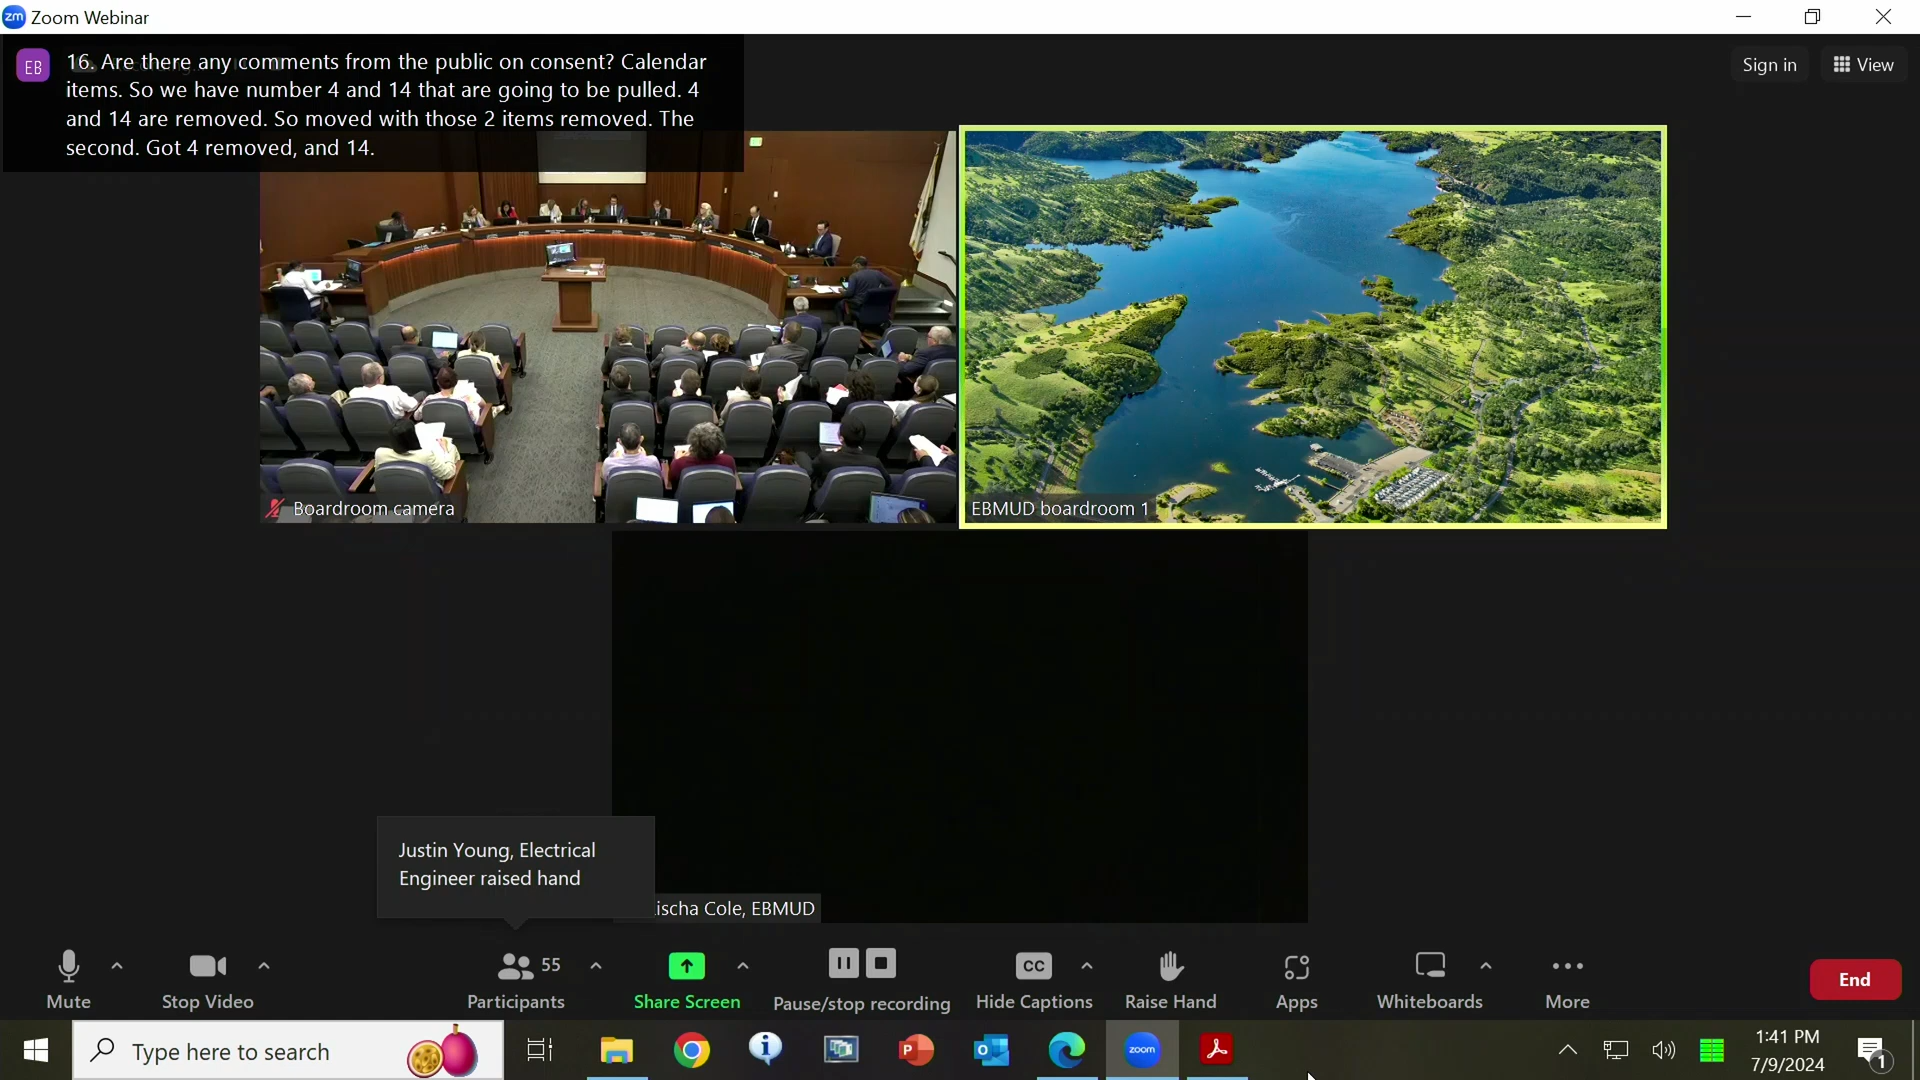 Zoom Webinar
EB
16. Are there any comments from the public on consent? Calendar
items. So we have number 4 and 14 that are going to be pulled. 4
and 14 are removed. So moved with those 2 items removed. The
second. Got 4 removed, and 14.
Sign in
View
Boardroom camera
EBMUD boardroom 1
Justin Young, Electrical
Engineer raised hand
ischa Cole, EBMUD
55
CC
Mute
Stop Video
Participants
Share Screen
Pause/stop recording
Hide Captions
Raise Hand
Apps
Whiteboards
More
End
Type here to search
zoom
1:41 PM
7/9/2024
1